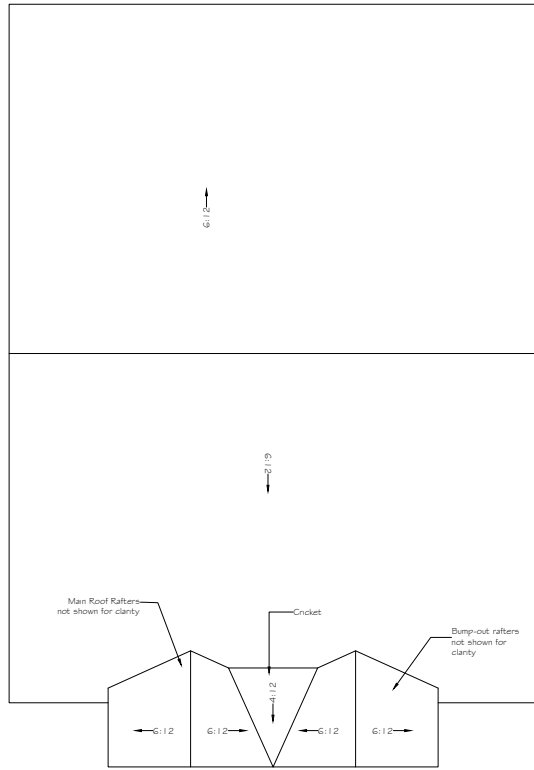 6:12
6:12
Main Roof Rafters
not shown for clarity
Cricket
Bump-out rafters
not shown for
clarity
4:12
6:12
6:12
6:12
6:12